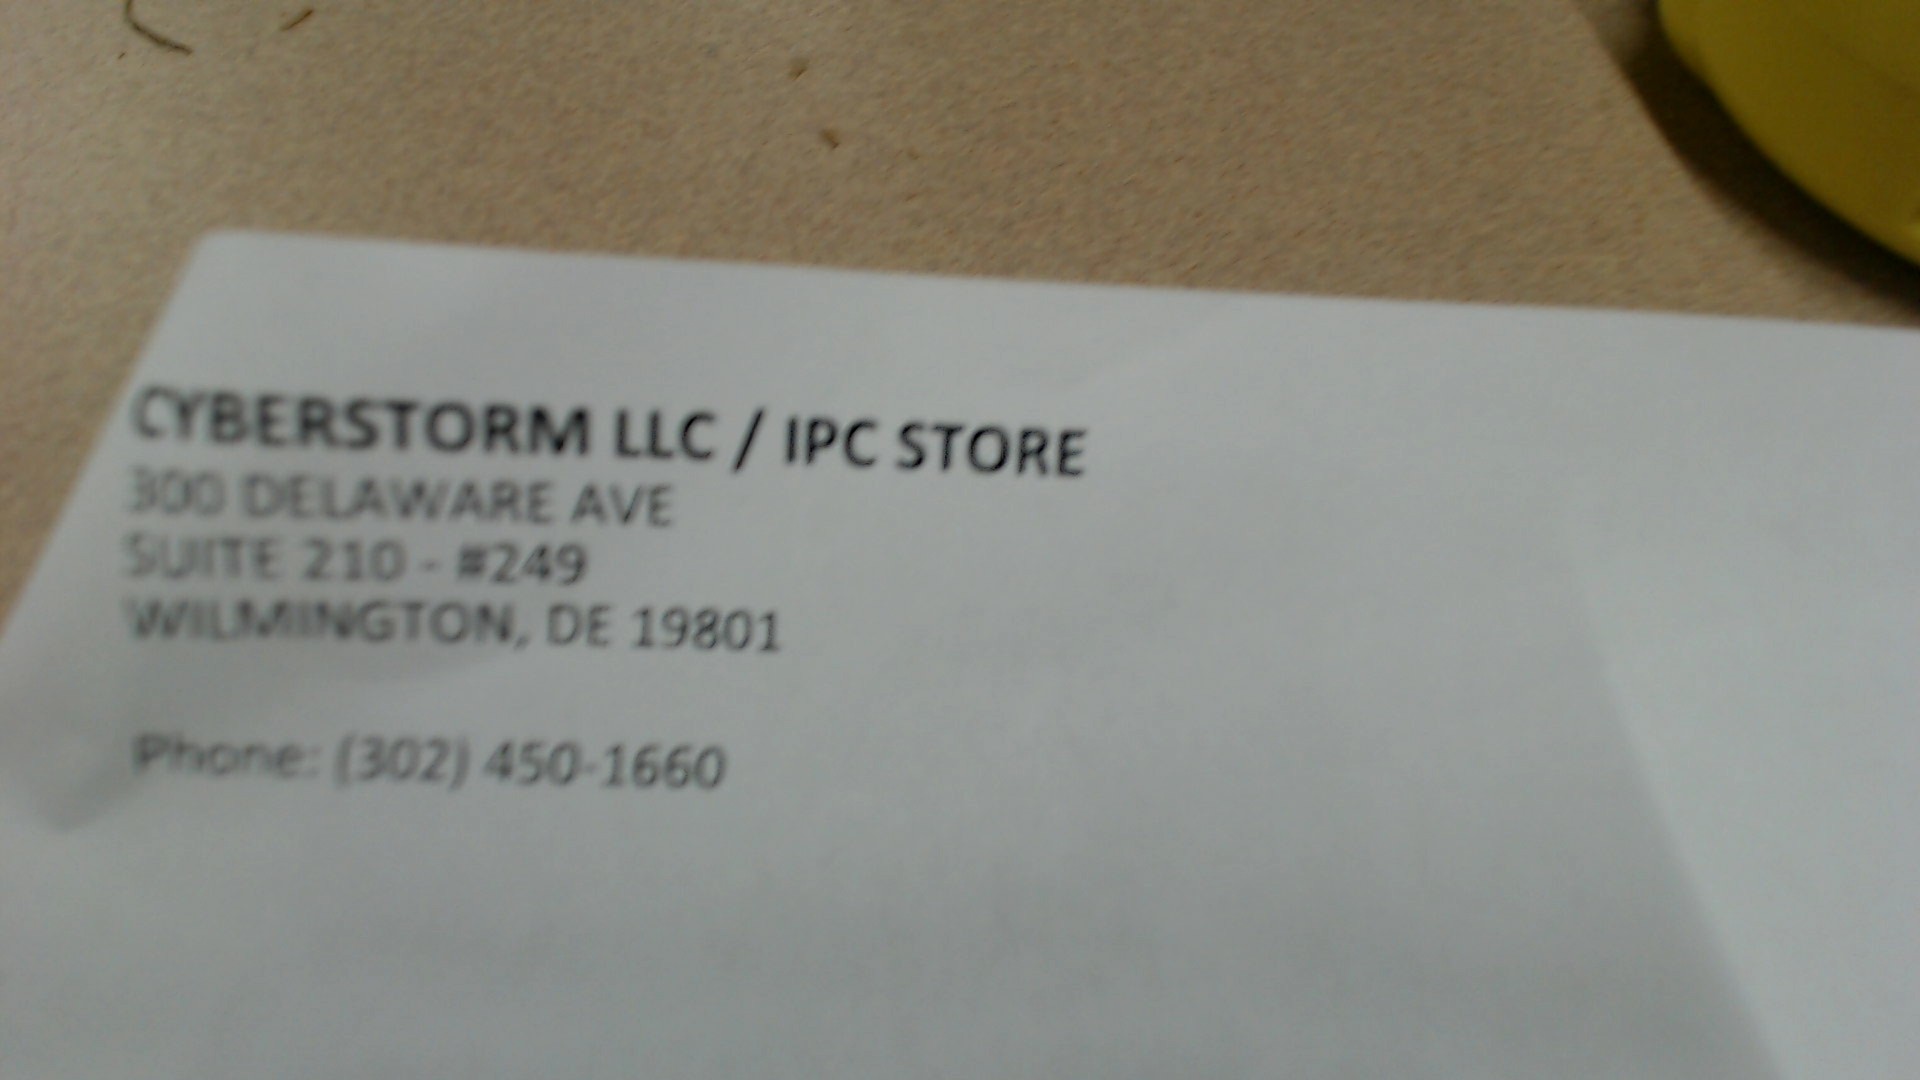 CYBERSTORM LLC / IPC STORE
300 DELAWARE AVE
SUITE 210 - #249
WILMINGTON, DE 19801
Phone: (302) 450-1660